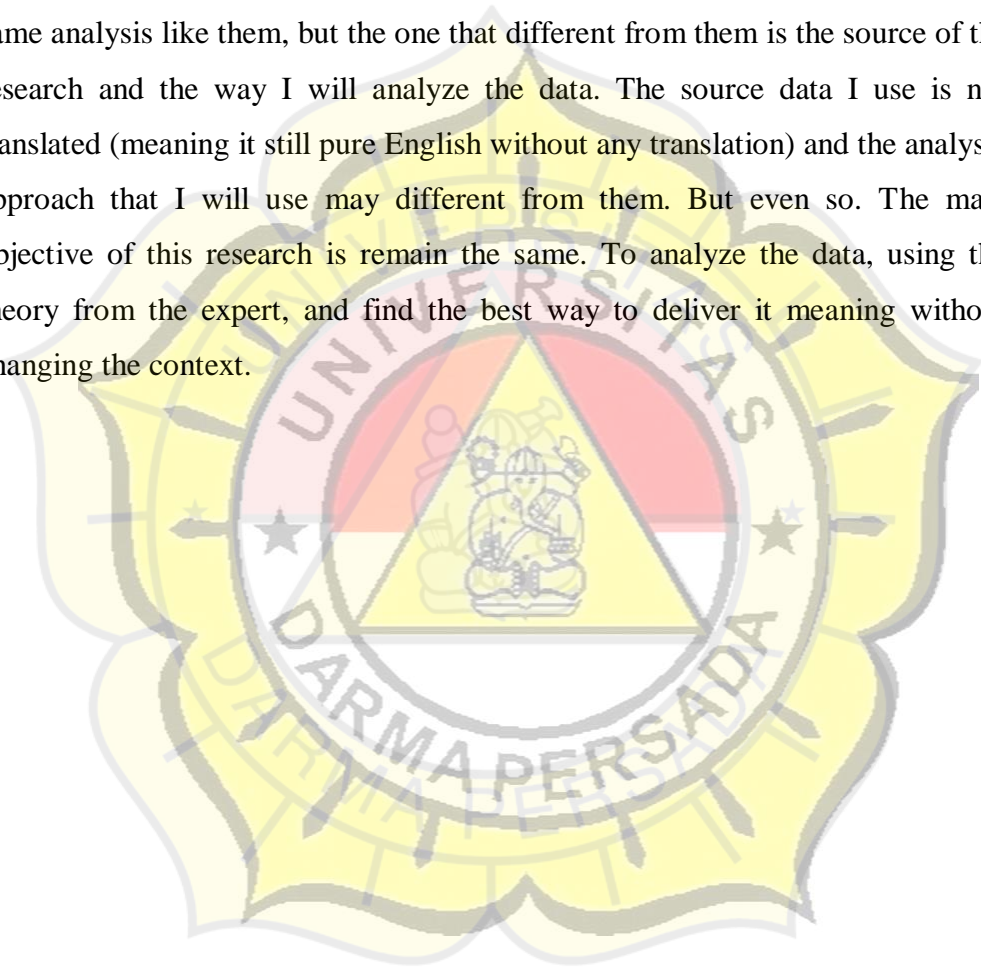 ame analysis like them, but the one that different from them is the source of th
esearch and the way I will analyze the data. The source data I use is n
ranslated (meaning it still pure English without any translation) and the analys
pproach that I will use may different from them. But even so. The ma
bjective of this research is remain the same. To analyze the data, using th
heory from the expert, and find the best way to deliver it meaning witho
hanging the context.
UNIVERSITAS
DARMA PERSADA